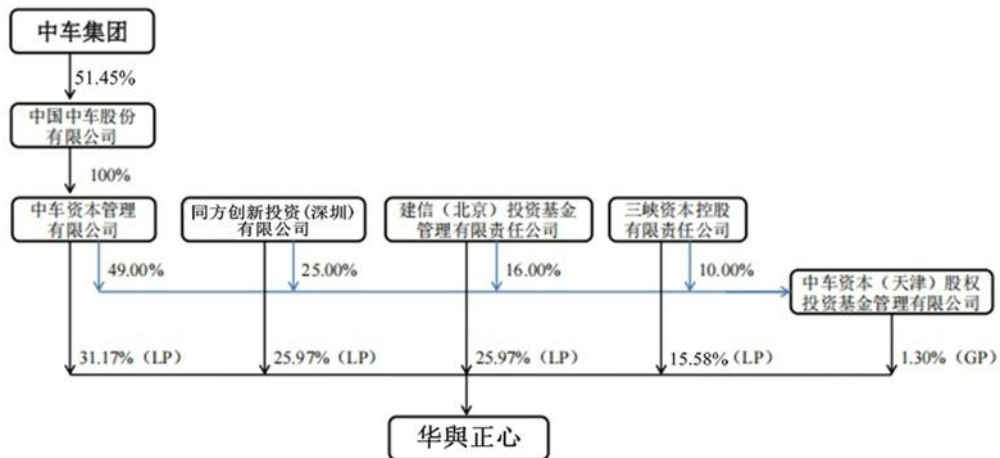 中车集团
51.45%
中国中车股份
有限公司
100%
中车资本管理
有限公司
同方创新投资(深圳)
有限公司
建信（北京）投资基金
管理有限责任公司
三峡资本控股
有限责任公司
49.00%
25.00%
16.00%
10.00%
中车资本（天津）股权
投资基金管理有限公司
31.17%（LP）
25.97%（LP）
25.97%（LP）
15.58%（LP）
1.30%（GP）
华舆正心